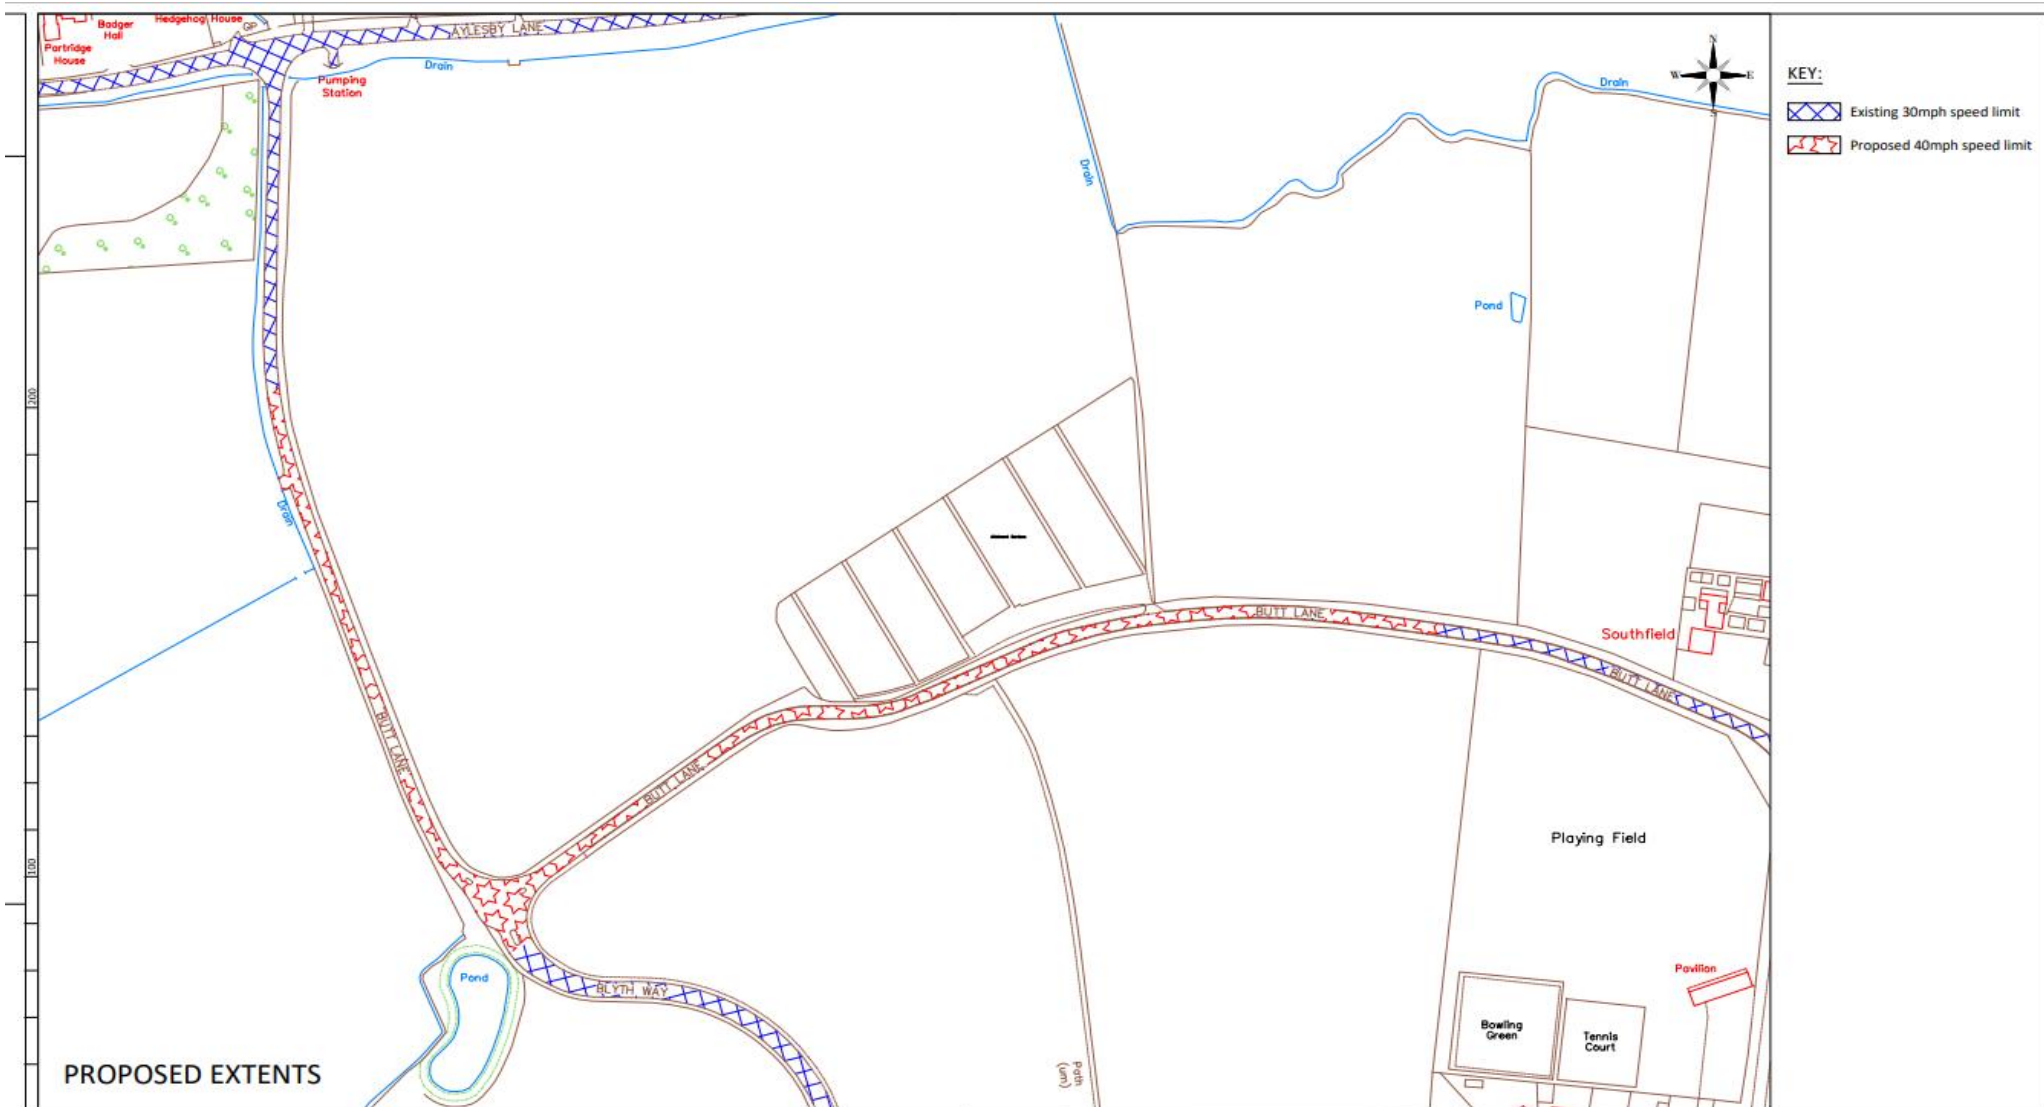 Badger
Hall
Hedgehog House
Partridge
House
AYLESBY LANE
Drain
Pumping
Station
Drain
Drain
N
W
E
S
KEY:
Existing 30mph speed limit
Proposed 40mph speed limit
Pond
200
Drain
BUTT LANE
Southfield
BUTT LANE
BUTT LANE
BUTT LANE
Playing Field
100
Pond
BLYTH WAY
Pavilion
Bowling
Green
Tennis
Court
Path
(um)
PROPOSED EXTENTS